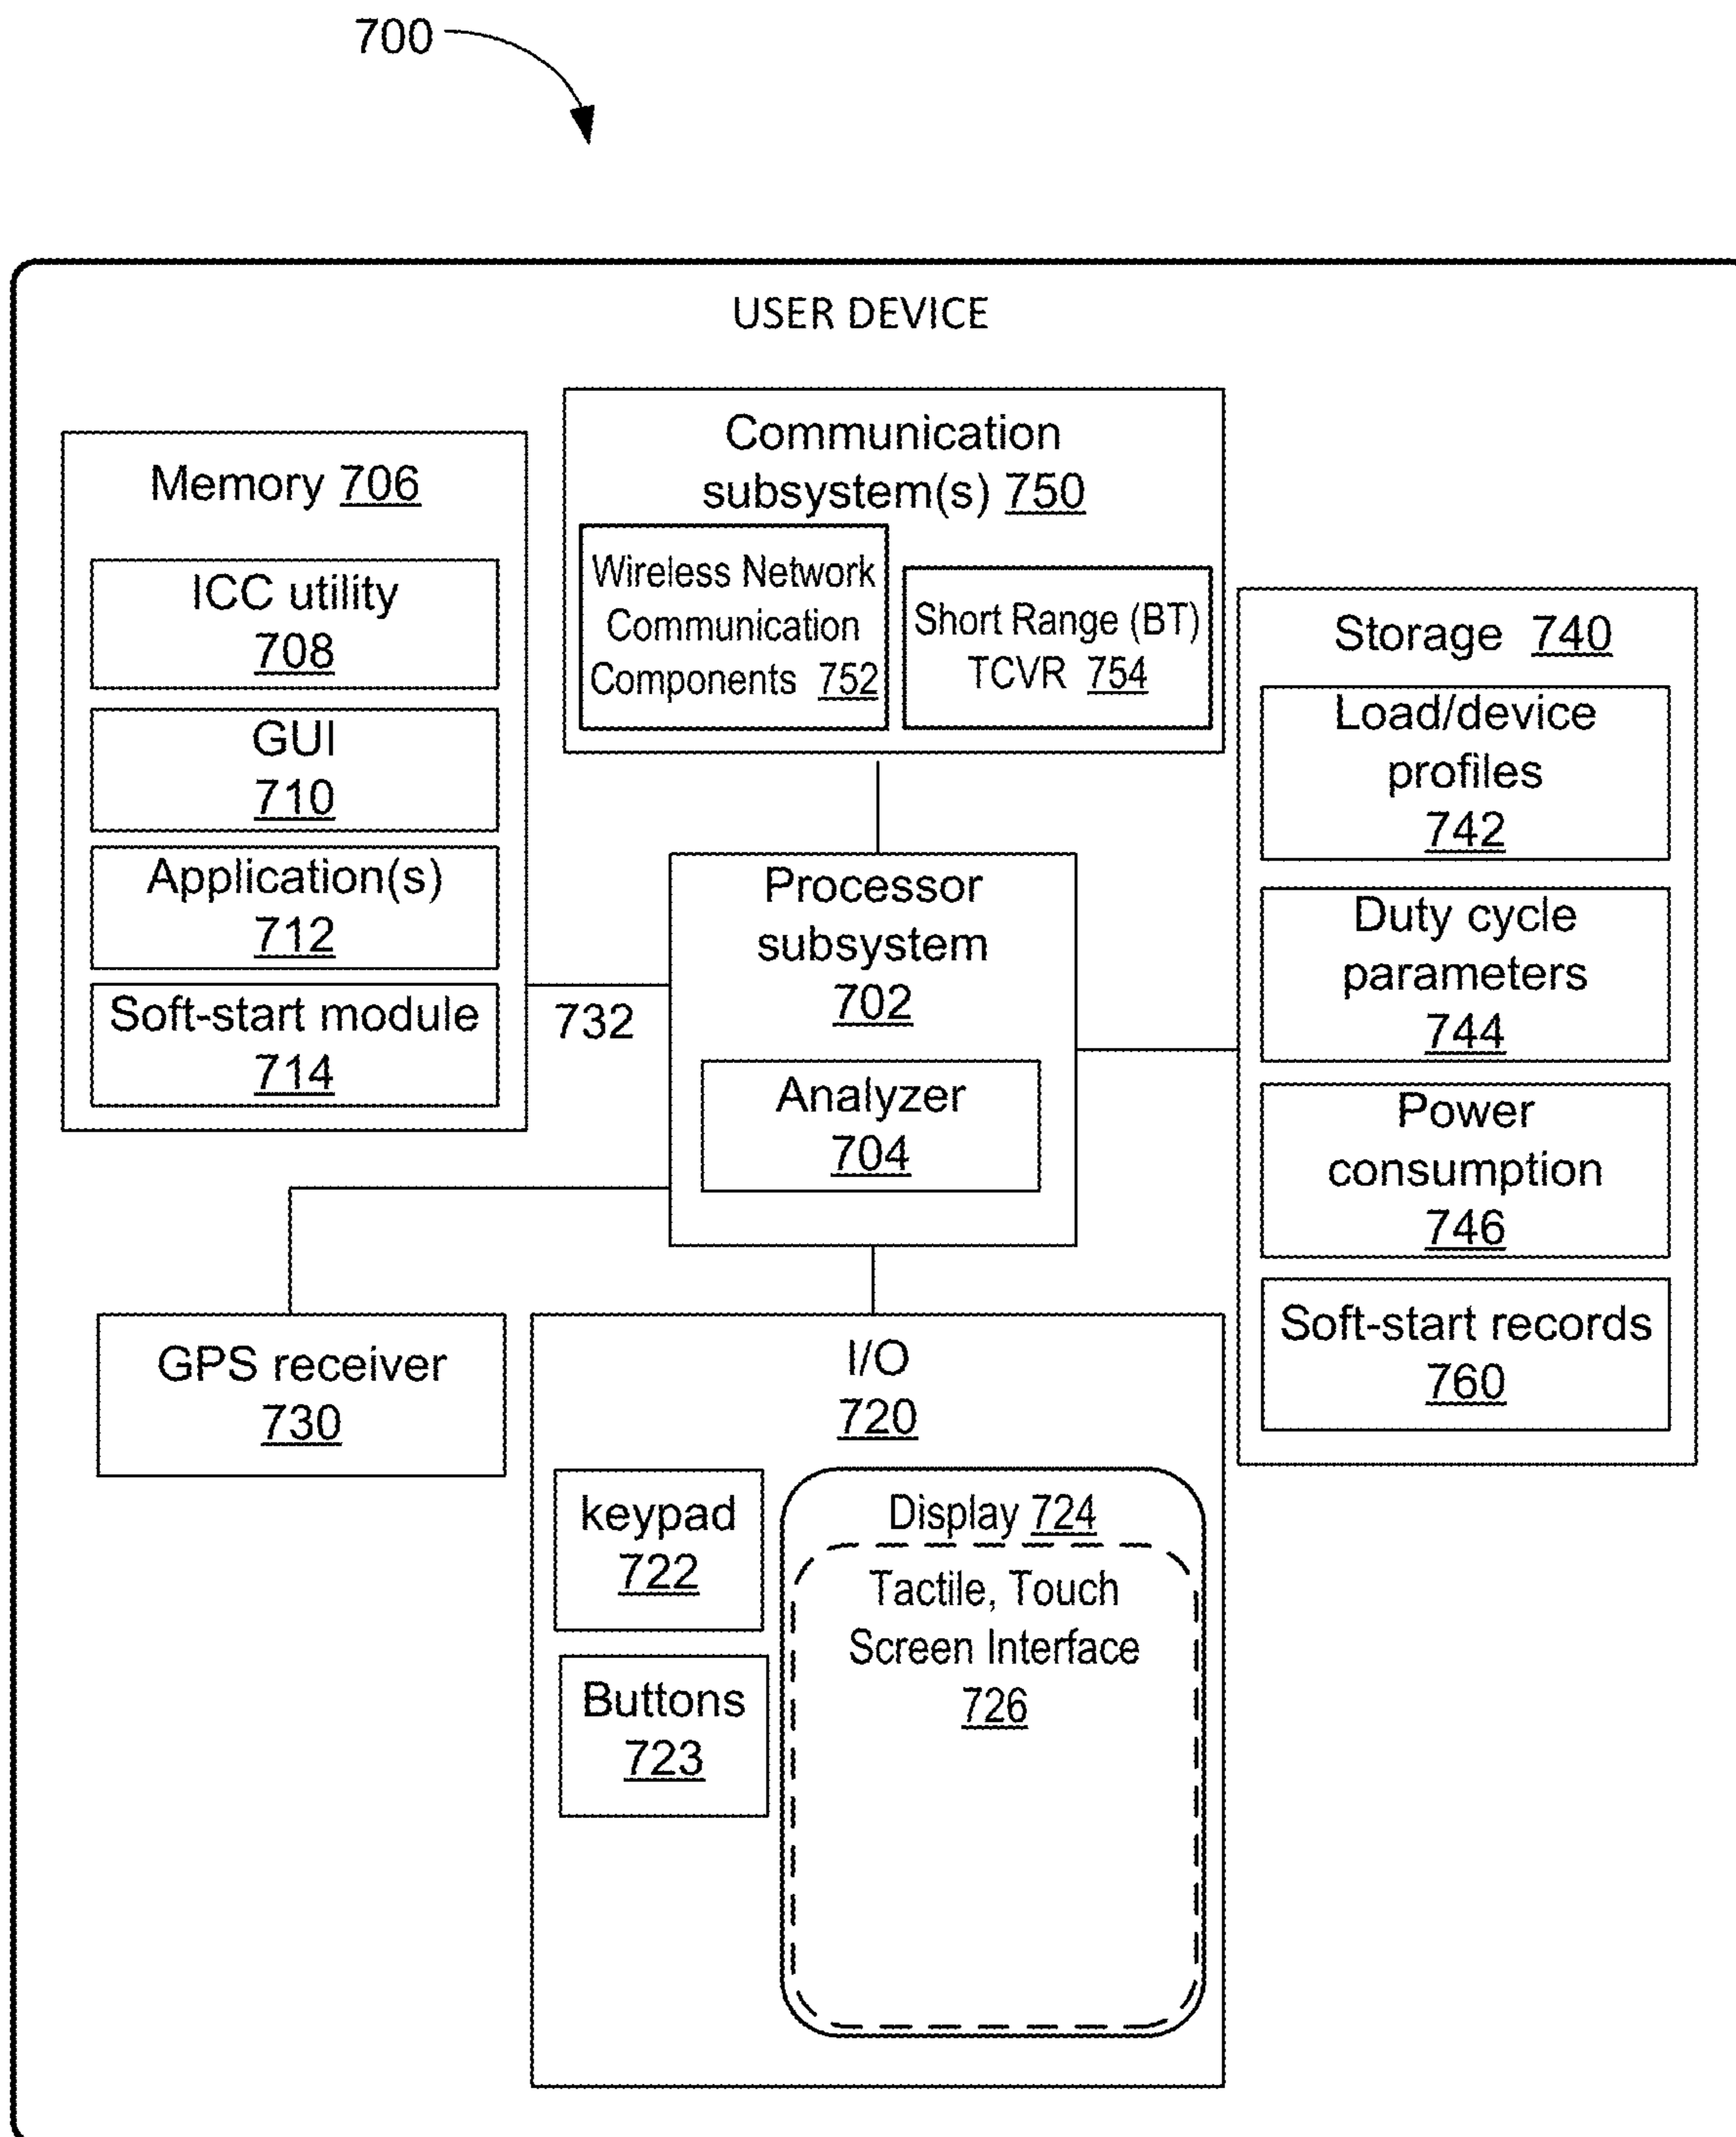 700
USER DEVICE
Memory 706
ICC utility
708
GUI
710
Application(s)
712
Soft-start module
714
Communication
subsystem(s) 750
Wireless Network
Communication
Components 752
Short Range (BT)
TCVR 754
Storage 740
Load/device
profiles
742
Duty cycle
parameters
744
Power
consumption
746
Soft-start records
760
732
Processor
subsystem
702
Analyzer
704
GPS receiver
730
I/O
720
keypad
722
Buttons
723
Display 724
Tactile, Touch
Screen Interface
726